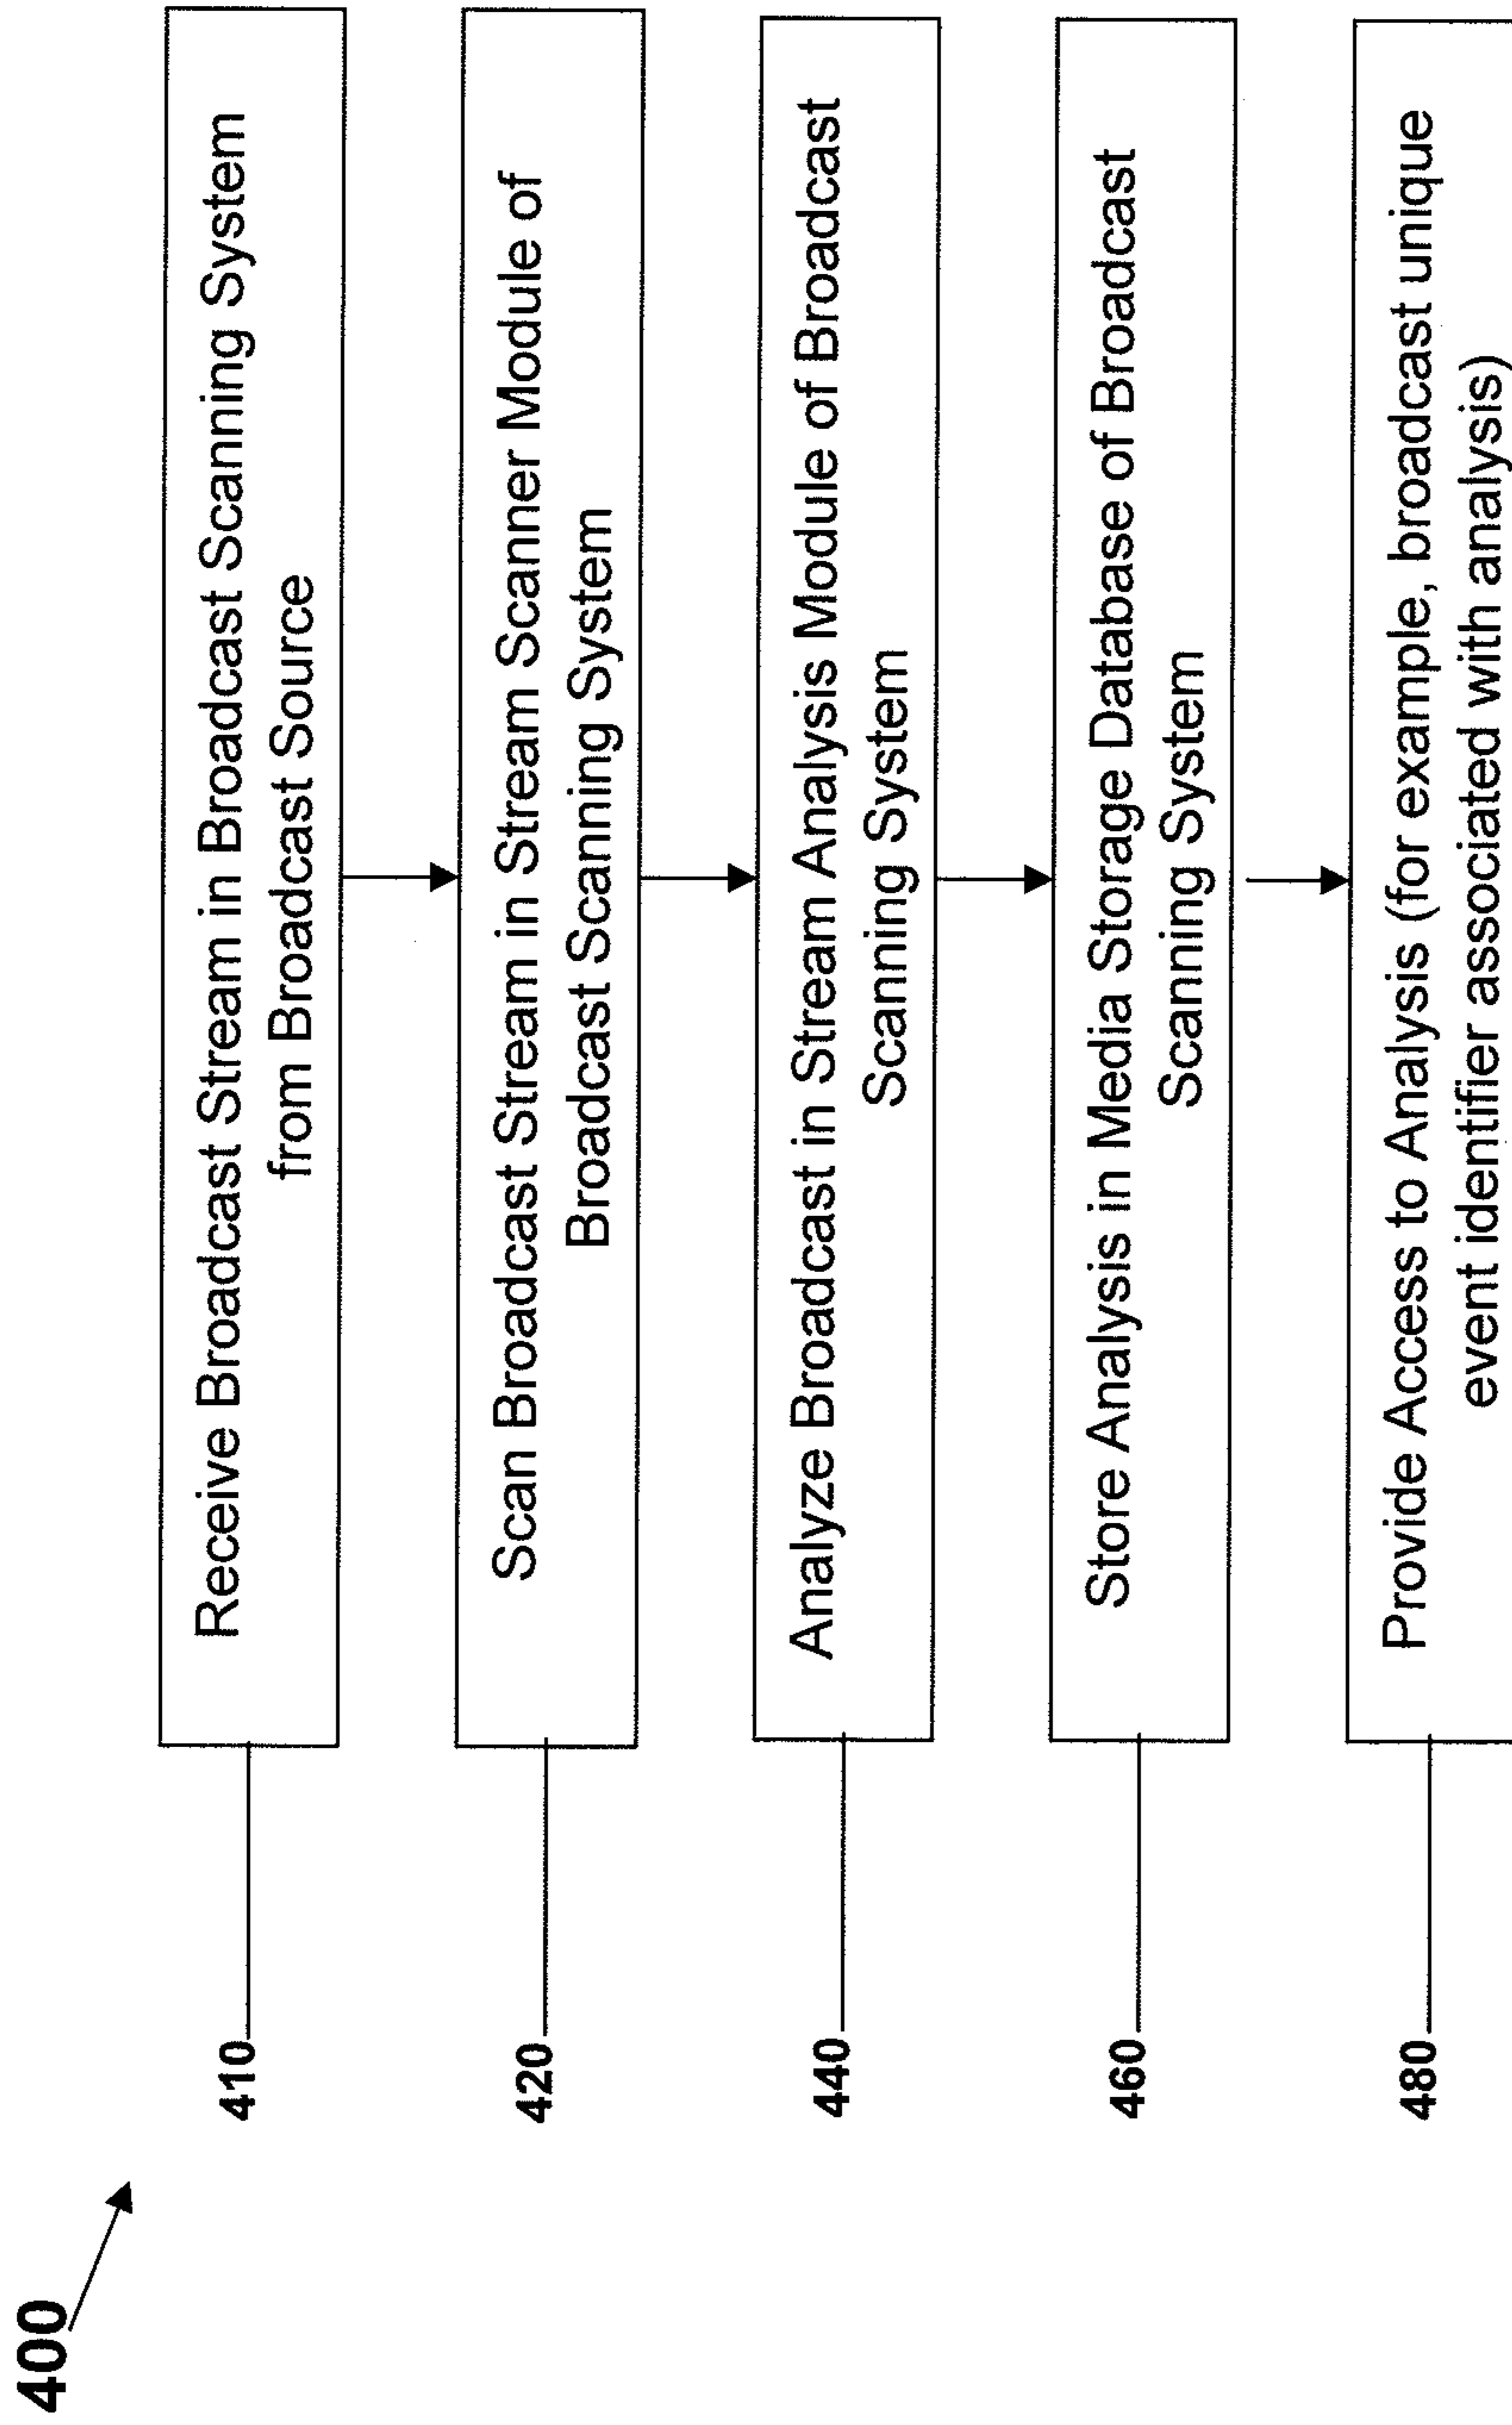 400
410
Receive Broadcast Stream in Broadcast Scanning System
from Broadcast Source
420
Scan Broadcast Stream in Stream Scanner Module of
Broadcast Scanning System
440
Analyze Broadcast in Stream Analysis Module of Broadcast
Scanning System
460
Store Analysis in Media Storage Database of Broadcast
Scanning System
480
Provide Access to Analysis (for example, broadcast unique
event identifier associated with analysis)